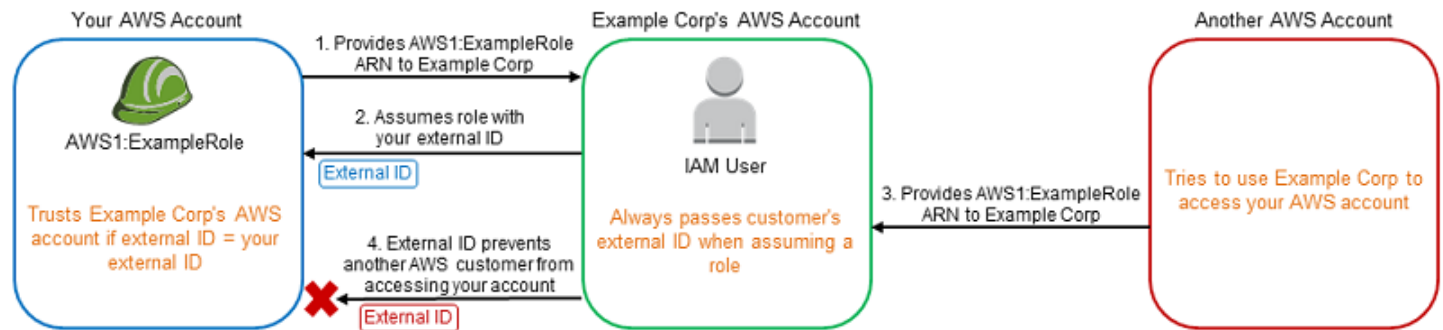 Your AWS Account
Example Corp's AWS Account
Another AWS Account
1. Provides AWS1:ExampleRole
ARN to Example Corp
AWS1:ExampleRole
2. Assumes role with
your external ID
External ID
IAM User
Trusts Example Corp's AWS
account if external ID = your
external ID
Always passes customer's
external ID when assuming a
role
3. Provides AWS1:ExampleRole
ARN to Example Corp
Tries to use Example Corp to
access your AWS account
4. External ID prevents
another AWS customer from
accessing your account
External ID